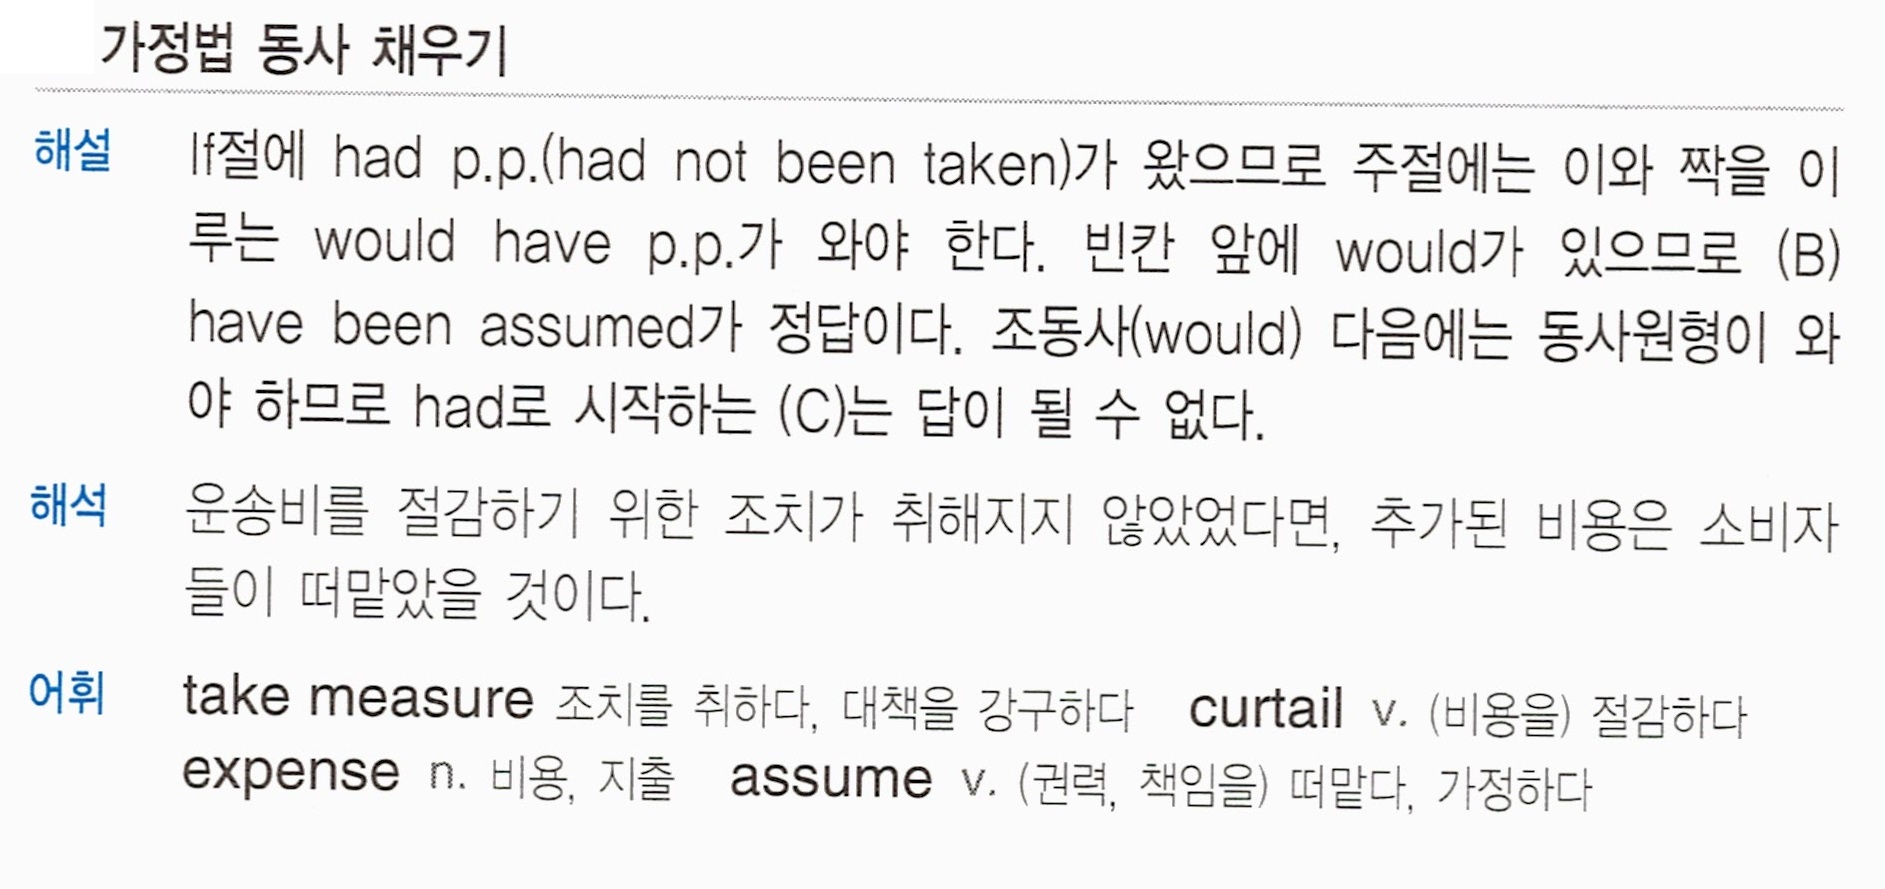 가정법 동사 채우기
해설 If절에 had p.p.(had not been taken)가 왔으므로 주절에는 이와 짝을 이
루는 would have p.p.가 와야 한다. 빈칸 앞에 would가 있으므로 (B)
have been assumed가 정답이다. 조동사(would) 다음에는 동사원형이 와
야 하므로 had로 시작하는 (C)는 답이 될 수 없다.
해석 운송비를 절감하기 위한 조치가 취해지지 않았었다면, 추가된 비용은 소비자
들이 떠맡았을 것이다.
어휘 take measure 조치를 취하다, 대책을 강구하다 curtail v. (비용을) 절감하다
expense n. 비용, 지출 assume v. (권력, 책임을) 떠맡다, 가정하다